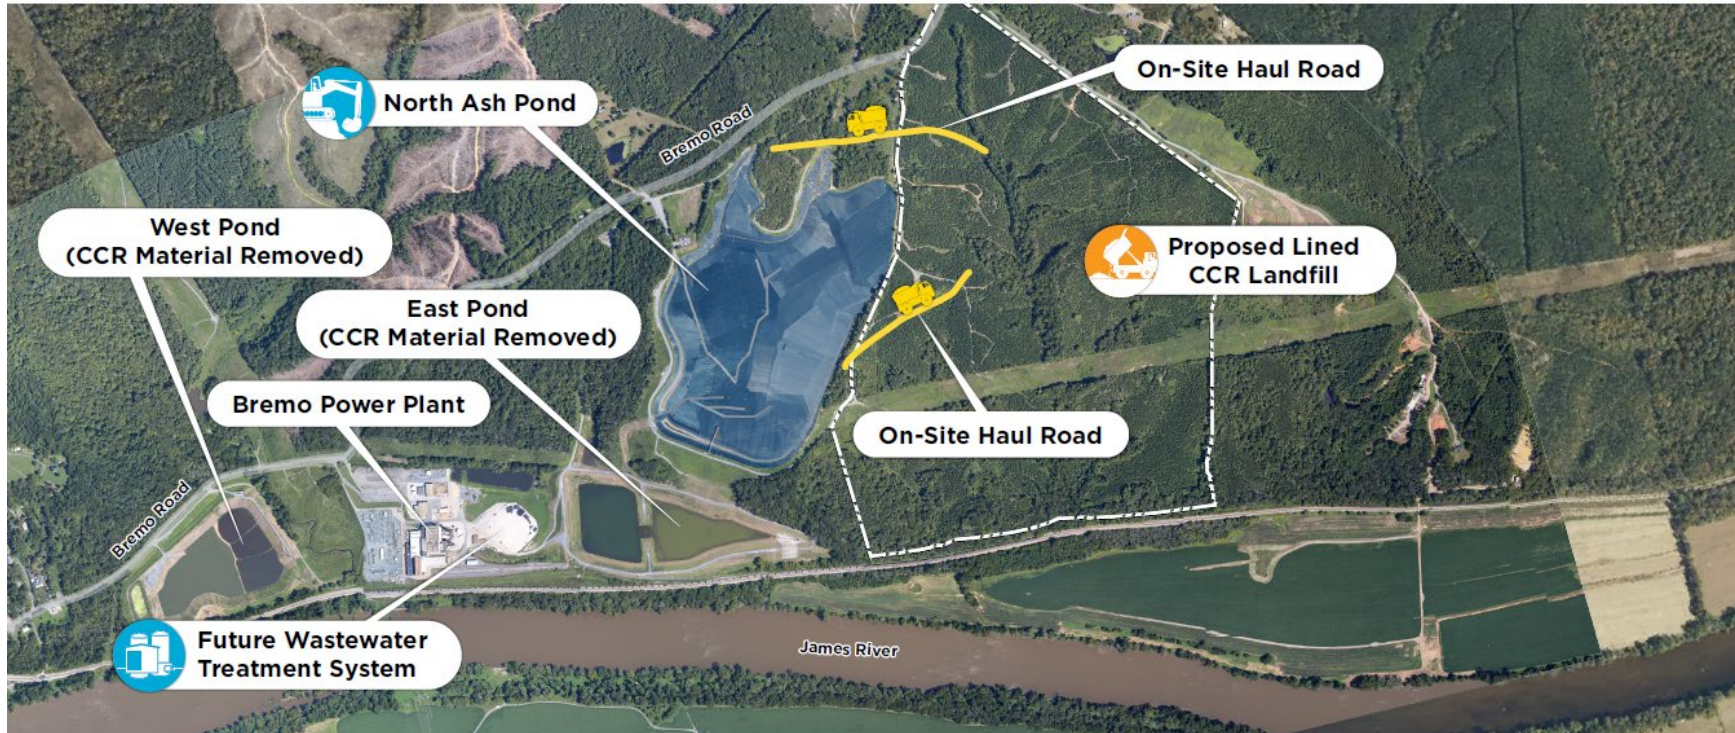 On-Site Haul Road
North Ash Pond
Bremo Road
West Pond
(CCR Material Removed)
Proposed Lined
CCR Landfill
East Pond
(CCR Material Removed)
Bremo Power Plant
On-Site Haul Road
Bremo Road
Future Wastewater
Treatment System
James River